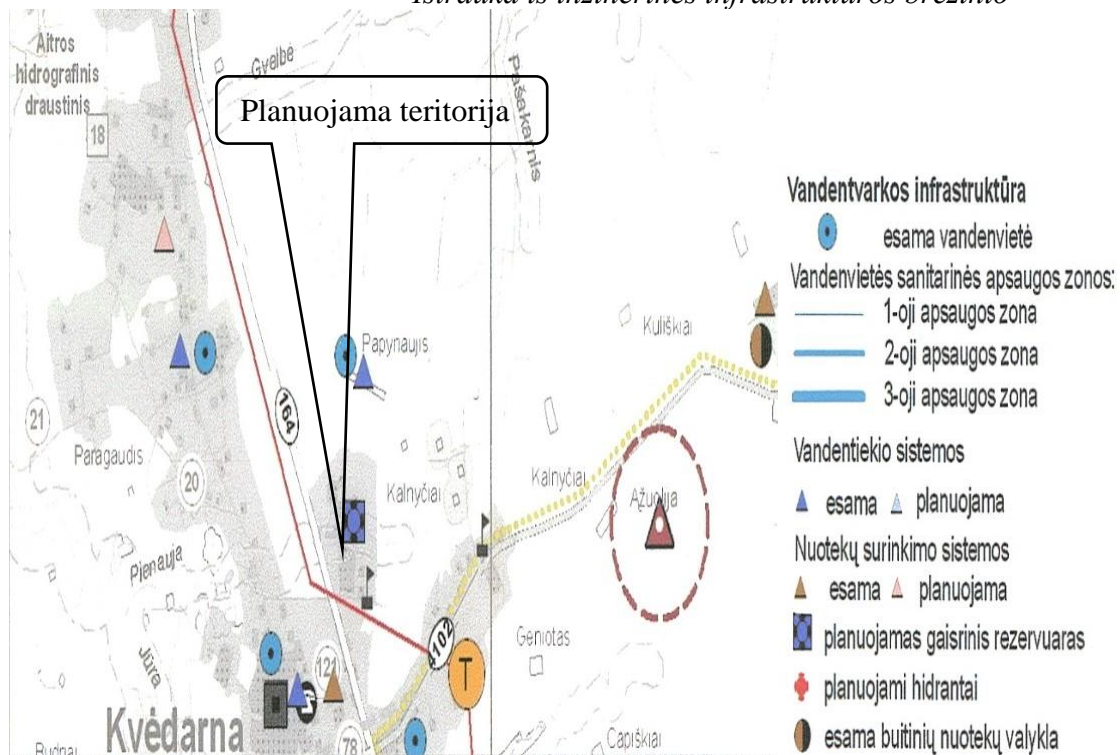 Ištrauka iš inžinerinės infrastruktūros brėžinio
Aitros
hidrografinis
draustinis
18
Gvelbe
Pašakarnis
Planuojama teritorija
Papynaujis
Kuliškiai
164
21
Paragaudis
20
Kalnyčiai
Kalnyčiai
Ąžuolija
Pienauja
Jūra
4102
Geniotas
T
121
Kvėdarna
78
Capiškiai
Vandentvarkos infrastruktūra
esama vandenvietė
Vandenvietės sanitarinės apsaugos zonos:
1-oji apsaugos zona
2-oji apsaugos zona
3-oji apsaugos zona
Vandentiekio sistemos
esama planuojama
Nuotekų surinkimo sistemos
esama planuojama
planuojamas gaisrinis rezervuaras
planuojami hidrantai
esama buitinių nuotekų valykla